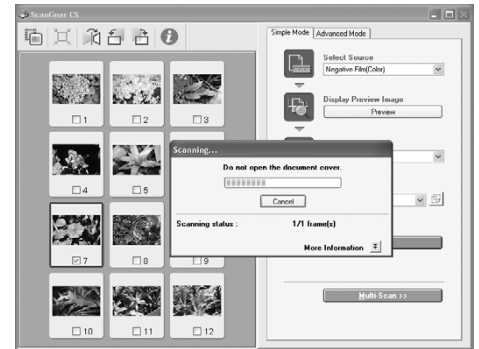 ScanGear CS
Simple Mode
Advanced Mode
Select Source
Negative Film(Color)
Display Preview Image
Preview
1
2
3
4
5
7
8
9
10
11
12
Scanning...
Do not open the document cover.
Cancel
Scanning status :
1/1 frame(s)
More Information
Multi-Scan >>